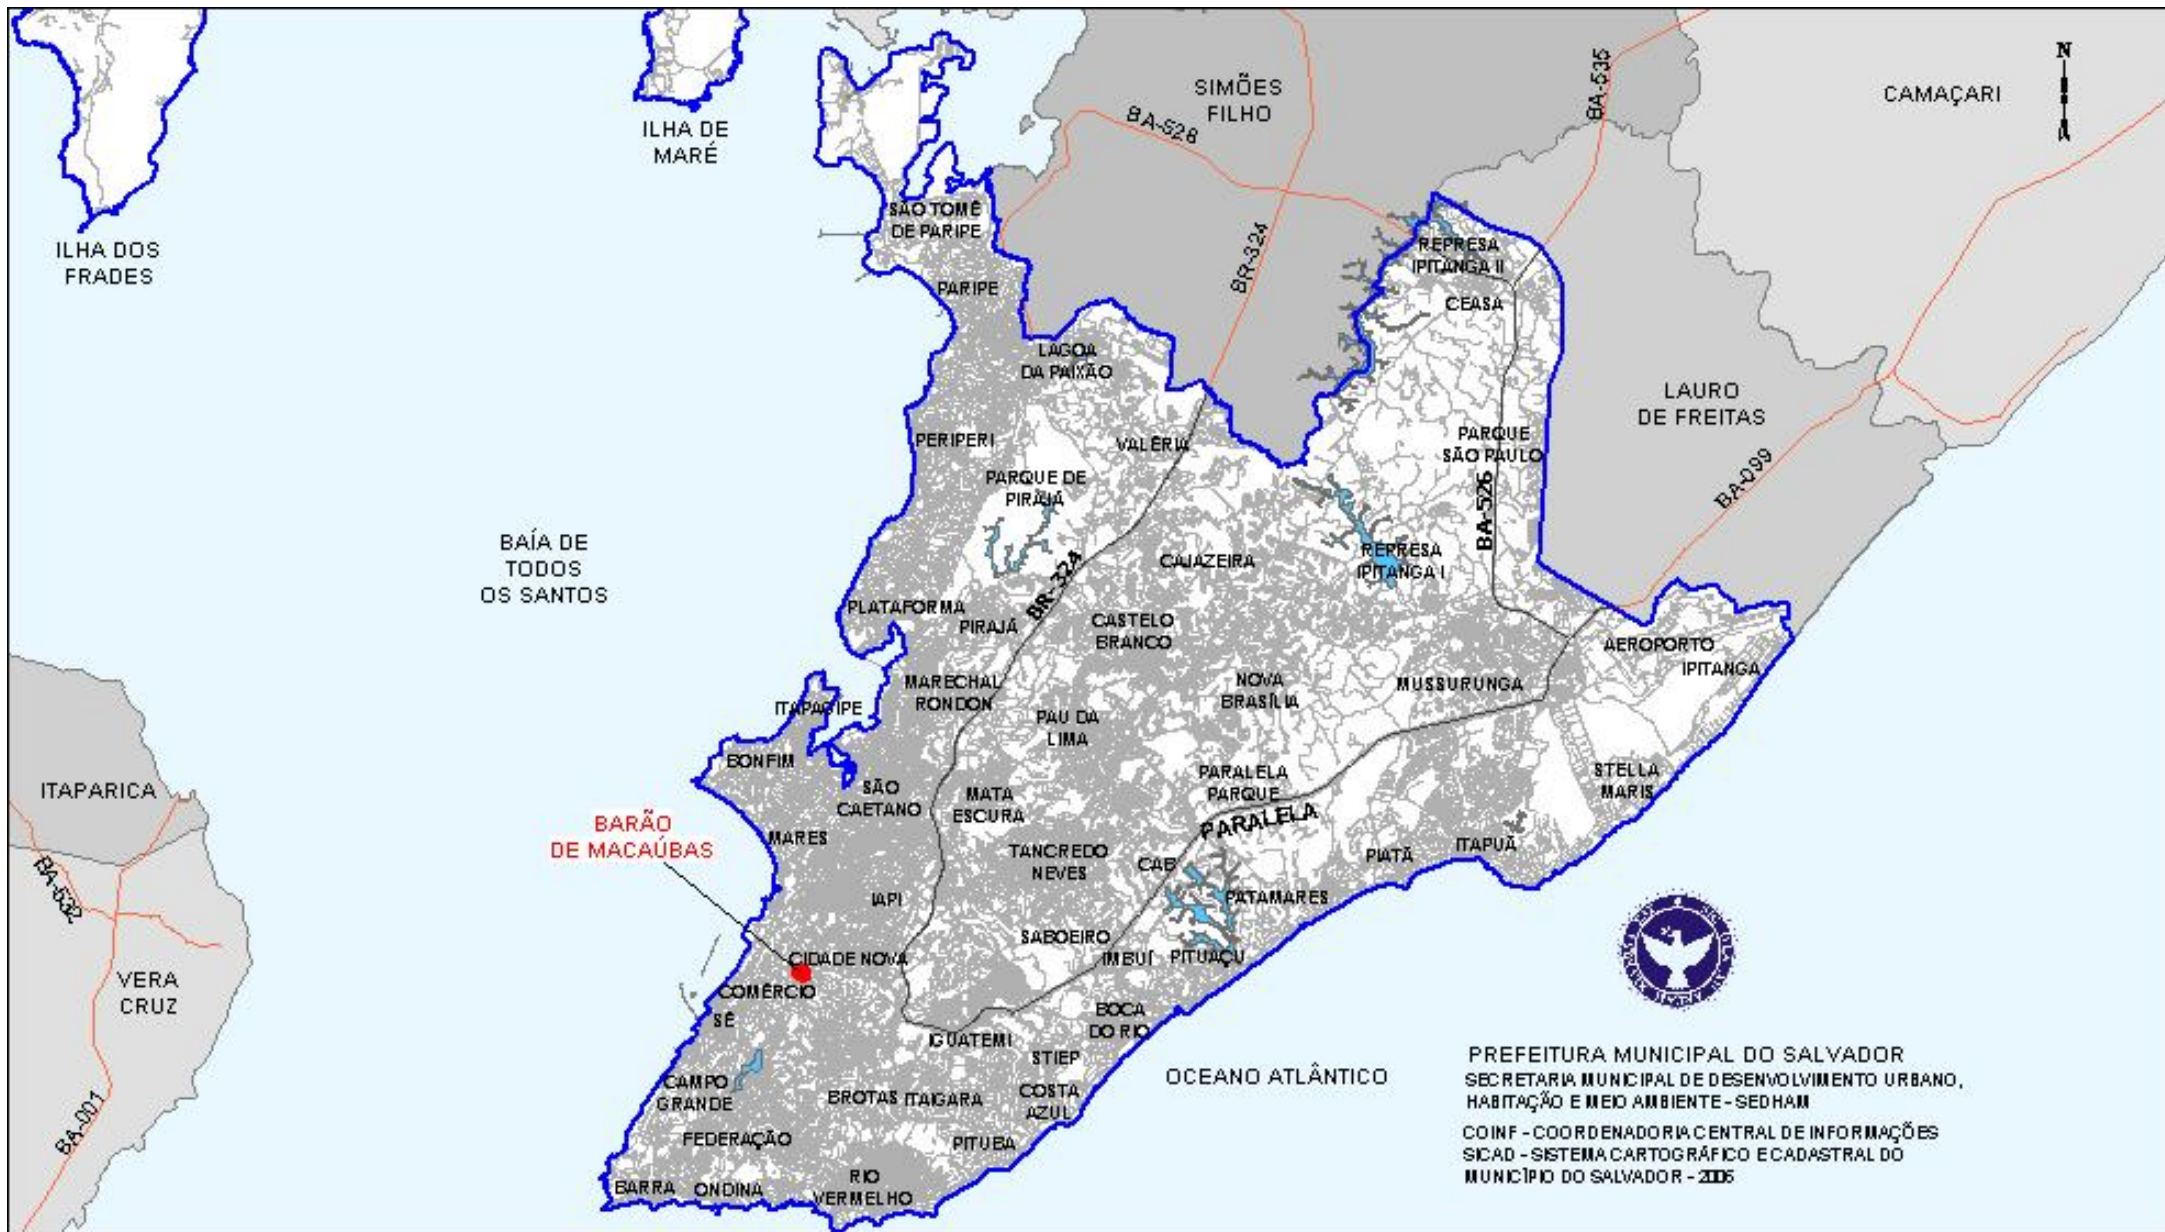 SIMÕES
FILHO
CAMAÇARI
N
BA-535
BA-528
ILHA DE
MARÉ
ILHA DOS
FRADES
SÃO TOMÉ
DE PARIPE
REPRESA
IPITANGA II
BR-324
PARIPE
CEASA
LAGOA
DA PAIXÃO
LAURO
DE FREITAS
PERIPERI
VALÉRIA
PARQUE
SÃO PAULO
PARQUE DE
PIRAJÁ
BA-099
BA-526
BAÍA DE
TODOS
OS SANTOS
CAJAZEIRA
REPRESA
IPITANGA I
BR-324
PLATAFORMA
PIRAJÁ
CASTELO
BRANCO
AEROPORTO
IPITANGA
MARECHAL
RONDON
NOVA
BRASÍLIA
MUSSURUNGA
ITAPAGIPE
PAU DA
LIMA
BONFIM
PARALELA
PARQUE
STELLA
MARIS
ITAPARICA
SÃO
CAETANO
MATA
ESCURA
PARALELA
BARÃO
DE MACAÚBAS
MARES
ITAPUÃ
TANCREDO
NEVES
CAB
PIATÃ
BA-532
IAPI
PATAMARES
SABOEIRO
IMBUÍ
PITUAÇU
CIDADE NOVA
VERA
CRUZ
COMÉRCIO
SÉ
BOCA
DO RIO
IGUATEMI
STIEP
OCEANO ATLÂNTICO
CAMPO
GRANDE
BROTAS
ITAIGARA
COSTA
AZUL
BA-001
FEDERAÇÃO
PITUBA
BARRA
ONDINA
RIO
VERMELHO
PREFEITURA MUNICIPAL DO SALVADOR
SECRETARIA MUNICIPAL DE DESENVOLVIMENTO URBANO,
HABITAÇÃO E MEIO AMBIENTE - SEDHAM
COINF - COORDENADORIA CENTRAL DE INFORMAÇÕES
SICAD - SISTEMA CARTOGRÁFICO E CADASTRAL DO
MUNICÍPIO DO SALVADOR - 2006